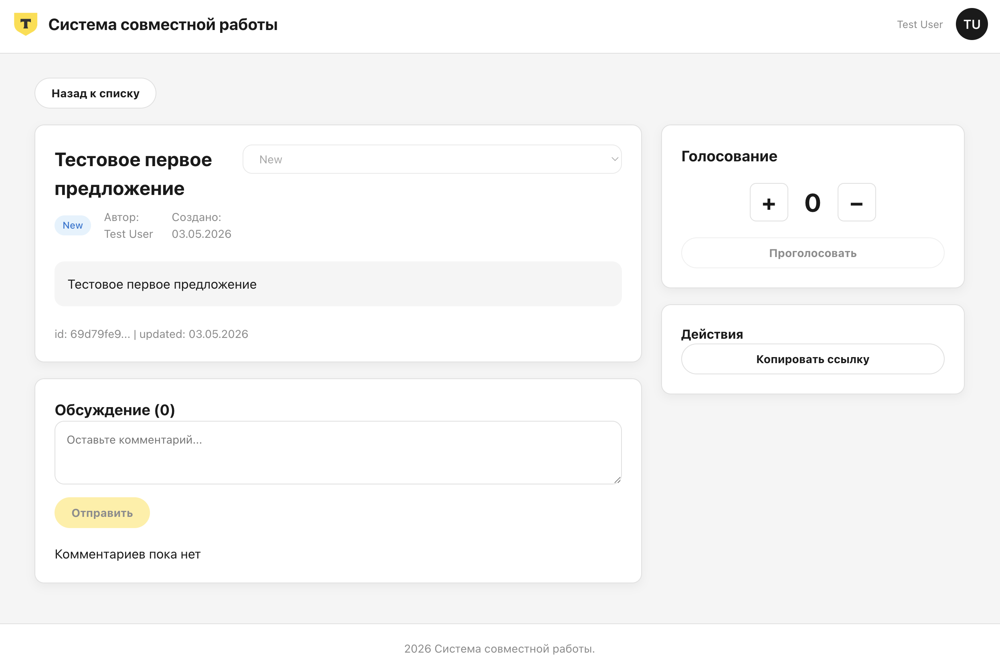 T
Система совместной работы
Test User
TU
Назад к списку
Тестовое первое
предложение
New
New
Автор:
Test User
Создано:
03.05.2026
Тестовое первое предложение
id: 69d79fe9... | updated: 03.05.2026
Обсуждение (0)
Оставьте комментарий...
Отправить
Комментариев пока нет
Голосование
+ 0 −
Проголосовать
Действия
Копировать ссылку
2026 Система совместной работы.